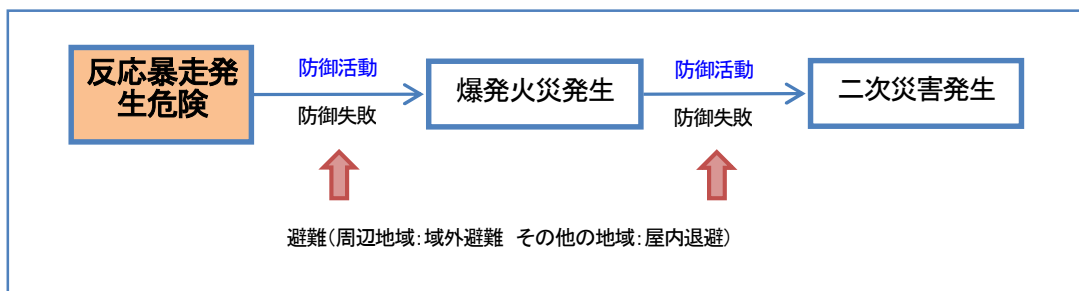 反応暴走発
生危険
防御活動
防御失敗
爆発火災発生
防御活動
防御失敗
二次災害発生
避難(周辺地域:域外避難 その他の地域:屋内退避)